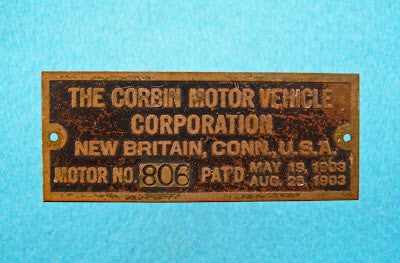 THE CORBIN MOTOR VEHICLE
CORPORATION
NEW BRITAIN, CONN. U.S.A.
MOTOR NO. 806 PAT'D MAY 19, 1903
AUG. 25, 1903